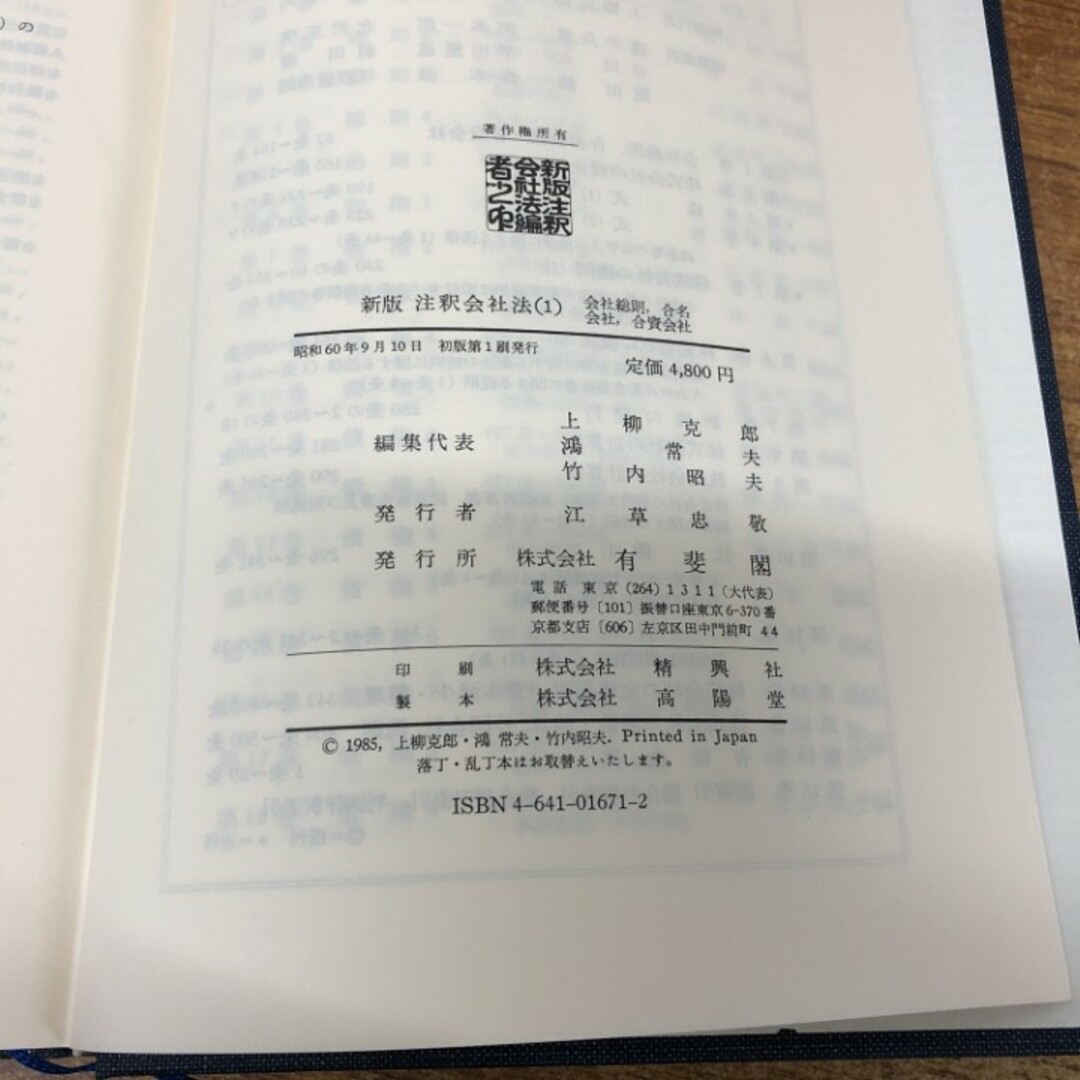 )の
著作権所有
新版注釈
会社法編
者之印
新版 注釈会社法(1) 会社総則, 合名
会社, 合資会社
昭和60年9月10日 初版第1刷発行
定価 4,800円
編集代表
上柳克郎
鴻常夫
竹内昭夫
発行者 江草忠敬
発行所 株式会社 有斐閣
電話 東京(264)1311(大代表)
郵便番号〔101〕振替口座東京6-370番
京都支店〔606〕左京区田中門前町 44
印刷 株式会社 精興社
製本 株式会社 高陽堂
© 1985, 上柳克郎・鴻 常夫・竹内昭夫. Printed in Japan
落丁・乱丁本はお取替えいたします。
ISBN 4-641-01671-2